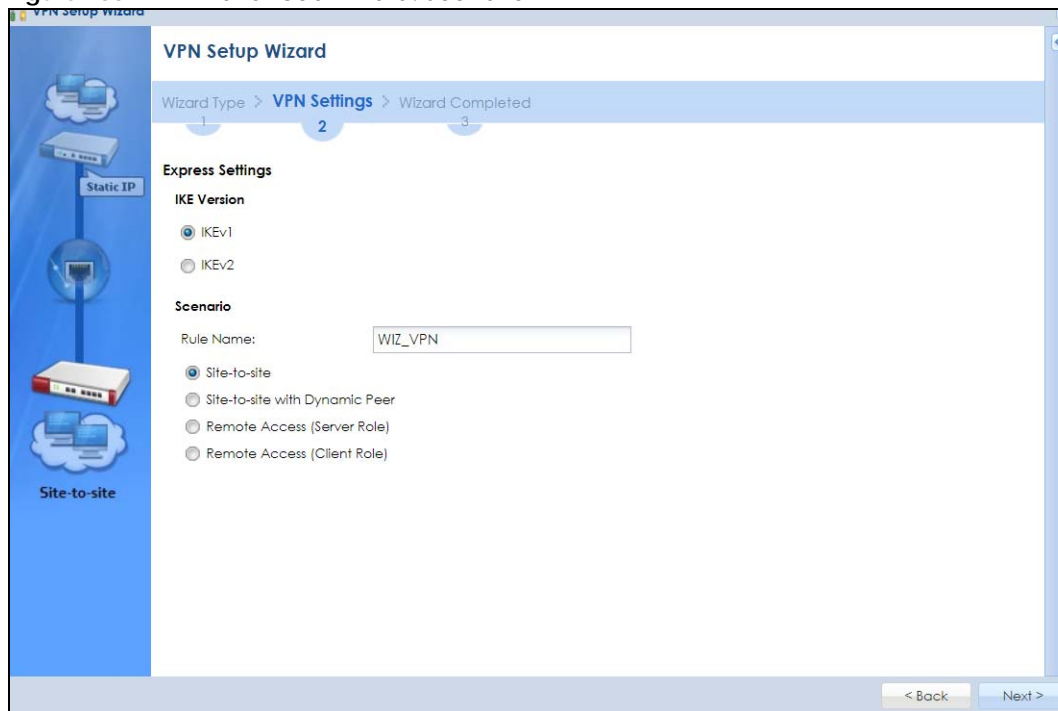 VPN Setup Wizard
VPN Setup Wizard
Wizard Type > VPN Settings > Wizard Completed
1
2
3
Static IP
Express Settings
IKE Version
IKEv1
IKEv2
Scenario
Rule Name:
WIZ_VPN
Site-to-site
Site-to-site with Dynamic Peer
Remote Access (Server Role)
Remote Access (Client Role)
Site-to-site
< Back
Next >